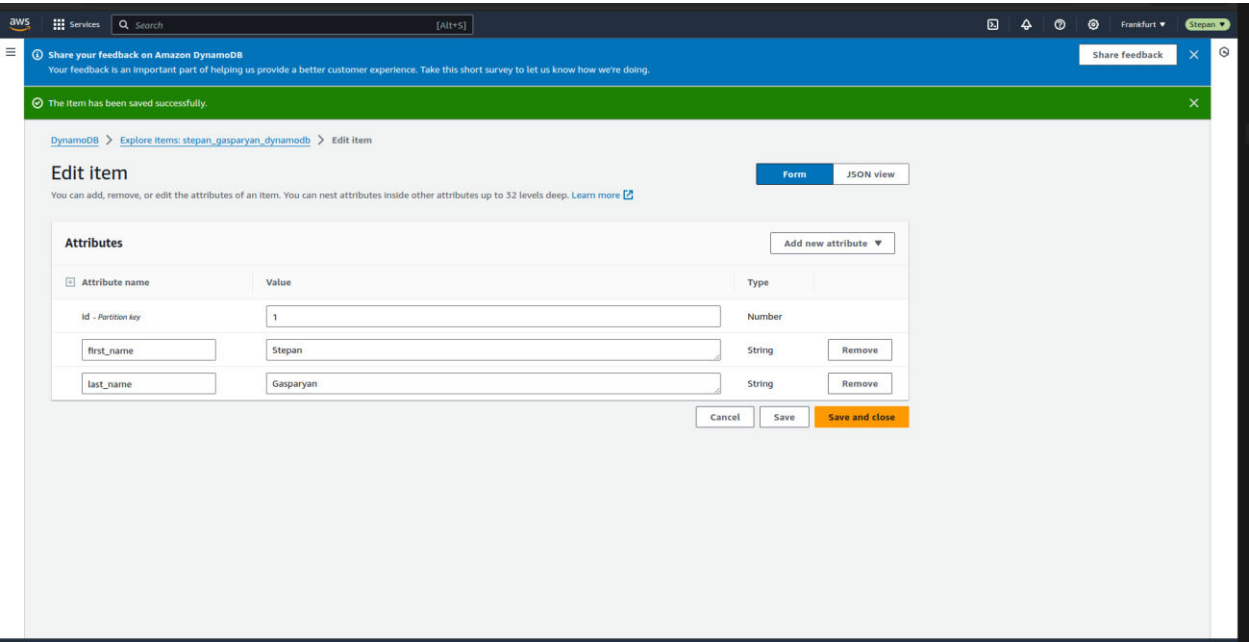 aws Services Search [Alt+S] Frankfurt ▼ Stepan ▼
Share your feedback on Amazon DynamoDB
Your feedback is an important part of helping us provide a better customer experience. Take this short survey to let us know how we're doing.
Share feedback
The item has been saved successfully.
DynamoDB > Explore items: stepan_gasparyan_dynamodb > Edit item
Edit item
Form JSON view
You can add, remove, or edit the attributes of an item. You can nest attributes inside other attributes up to 32 levels deep. Learn more
Attributes Add new attribute ▼
Attribute name Value Type
id - Partition key 1 Number
first_name Stepan String Remove
last_name Gasparyan String Remove
Cancel Save Save and close